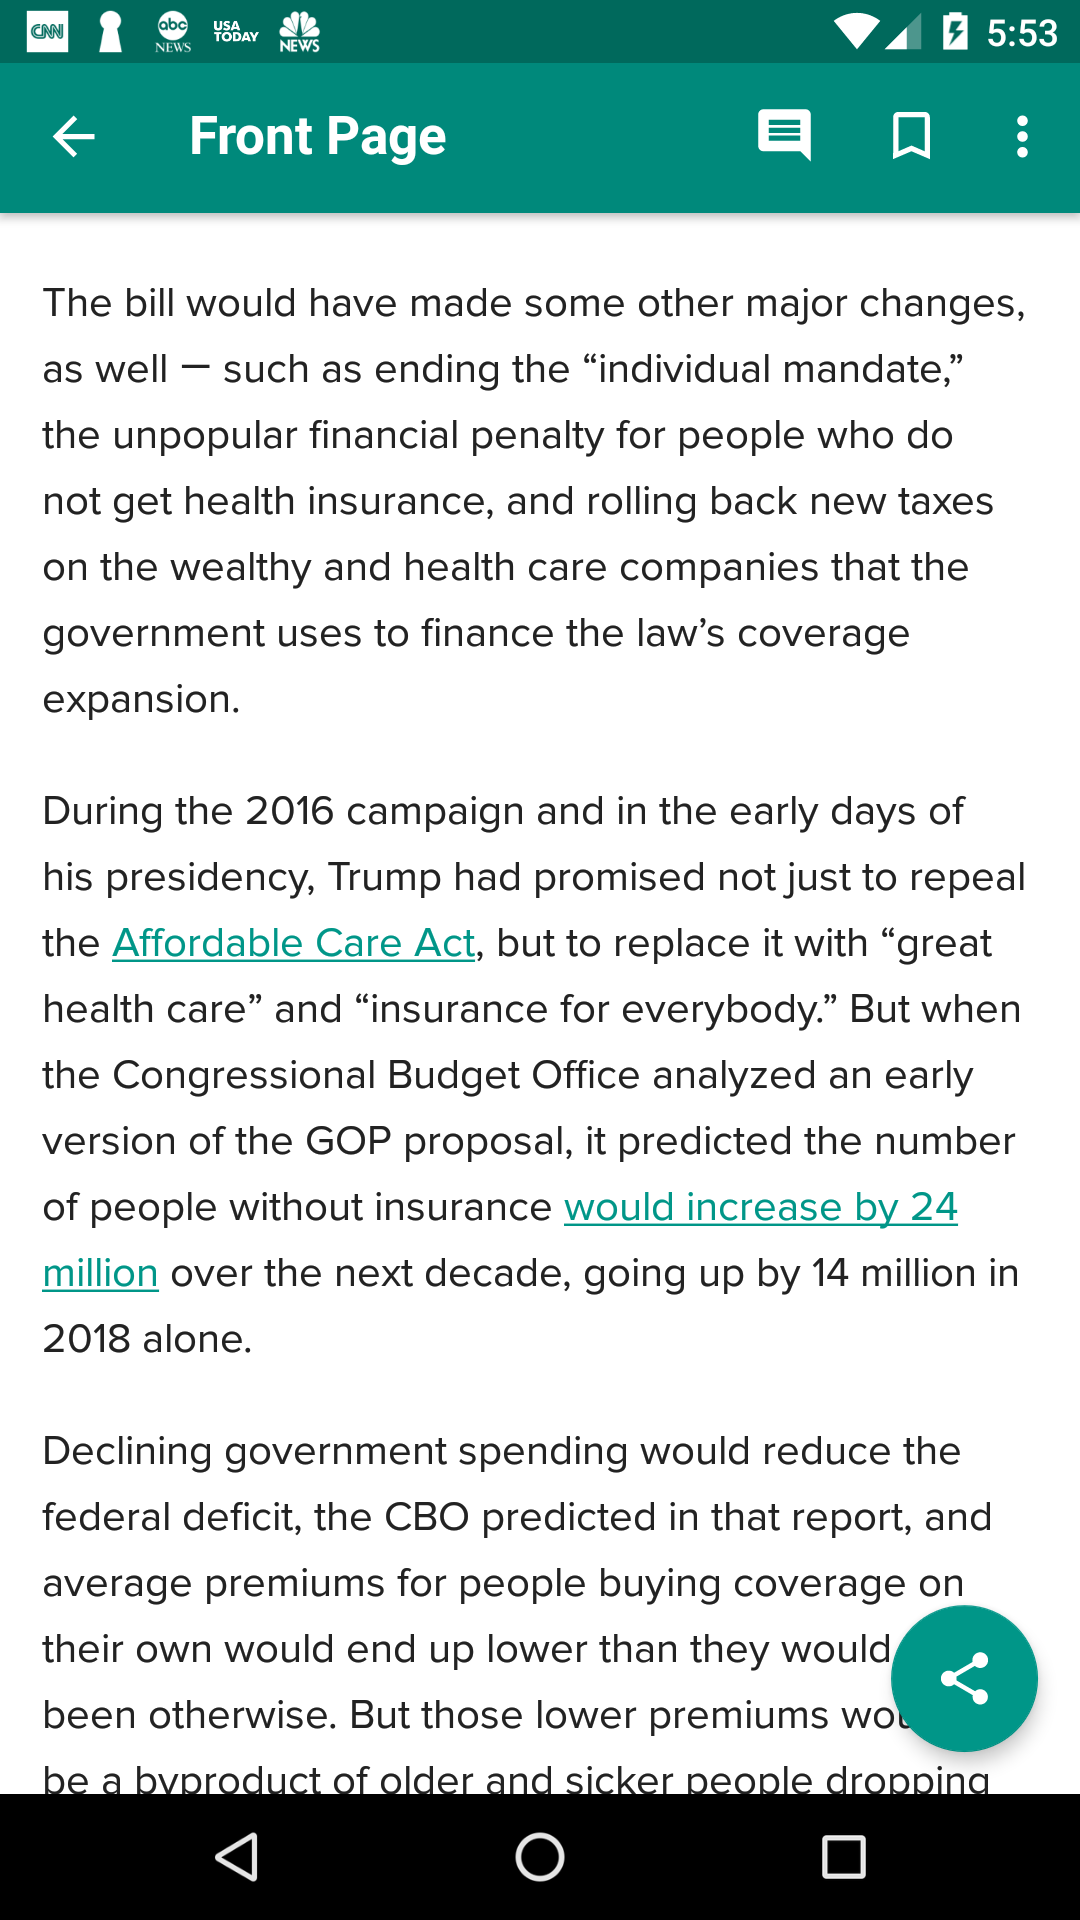 CNN abc NEWS USA TODAY NEWS 5:53
Front Page
The bill would have made some other major changes,
as well — such as ending the “individual mandate,”
the unpopular financial penalty for people who do
not get health insurance, and rolling back new taxes
on the wealthy and health care companies that the
government uses to finance the law’s coverage
expansion.
During the 2016 campaign and in the early days of
his presidency, Trump had promised not just to repeal
the Affordable Care Act, but to replace it with “great
health care” and “insurance for everybody.” But when
the Congressional Budget Office analyzed an early
version of the GOP proposal, it predicted the number
of people without insurance would increase by 24
million over the next decade, going up by 14 million in
2018 alone.
Declining government spending would reduce the
federal deficit, the CBO predicted in that report, and
average premiums for people buying coverage on
their own would end up lower than they would
been otherwise. But those lower premiums
be a byproduct of older and sicker people dropping